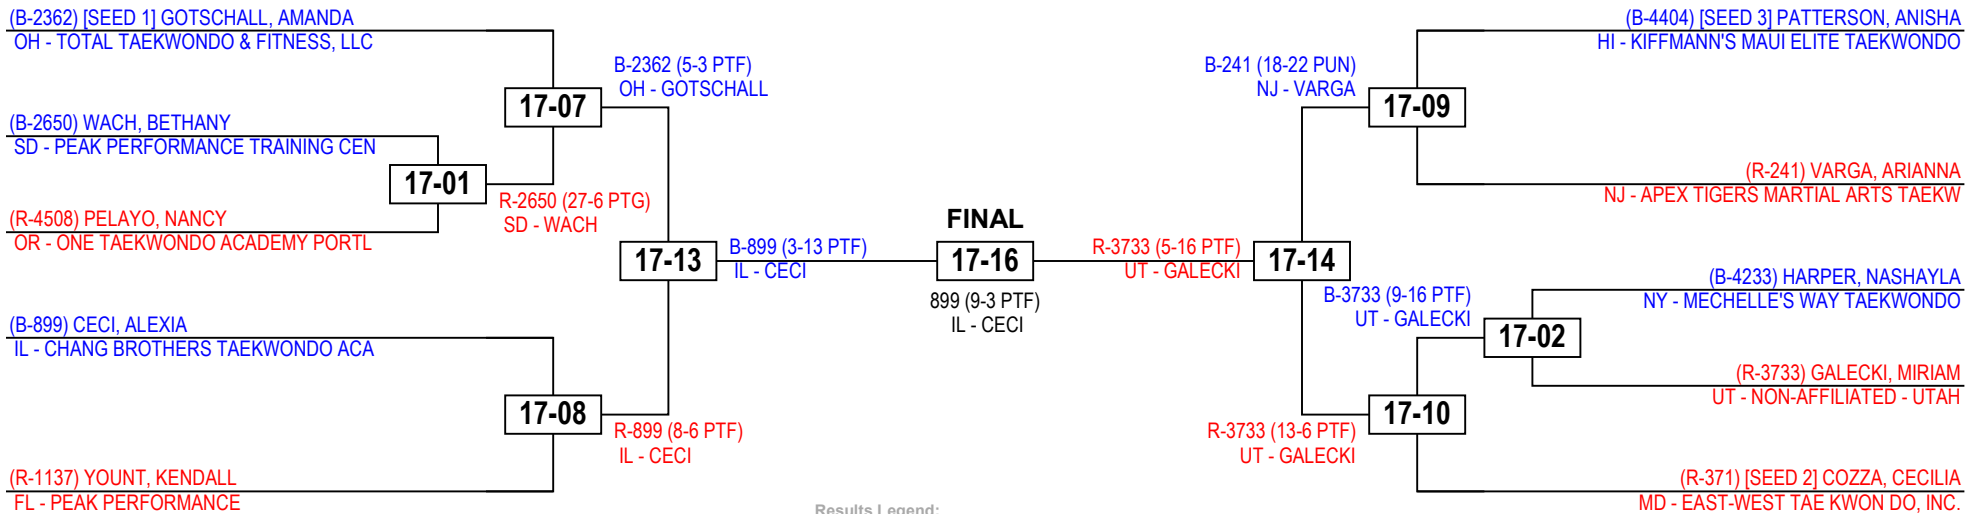 (B-2362) [SEED 1] GOTSCHALL, AMANDA
OH - TOTAL TAEKWONDO & FITNESS, LLC
B-2362 (5-3 PTF)
OH - GOTSCHALL
17-07
(B-2650) WACH, BETHANY
SD - PEAK PERFORMANCE TRAINING CEN
17-01
R-2650 (27-6 PTG)
SD - WACH
(R-4508) PELAYO, NANCY
OR - ONE TAEKWONDO ACADEMY PORTL
17-13
B-899 (3-13 PTF)
IL - CECI
(B-899) CECI, ALEXIA
IL - CHANG BROTHERS TAEKWONDO ACA
17-08
R-899 (8-6 PTF)
IL - CECI
(R-1137) YOUNT, KENDALL
FL - PEAK PERFORMANCE
FINAL
17-16
899 (9-3 PTF)
IL - CECI
(B-4404) [SEED 3] PATTERSON, ANISHA
HI - KIFFMANN'S MAUI ELITE TAEKWONDO
B-241 (18-22 PUN)
NJ - VARGA
17-09
(R-241) VARGA, ARIANNA
NJ - APEX TIGERS MARTIAL ARTS TAEKW
R-3733 (5-16 PTF)
UT - GALECKI
17-14
(B-4233) HARPER, NASHAYLA
NY - MECHELLE'S WAY TAEKWONDO
B-3733 (9-16 PTF)
UT - GALECKI
17-02
(R-3733) GALECKI, MIRIAM
UT - NON-AFFILIATED - UTAH
17-10
R-3733 (13-6 PTF)
UT - GALECKI
(R-371) [SEED 2] COZZA, CECILIA
MD - EAST-WEST TAE KWON DO, INC.
Results Legend: